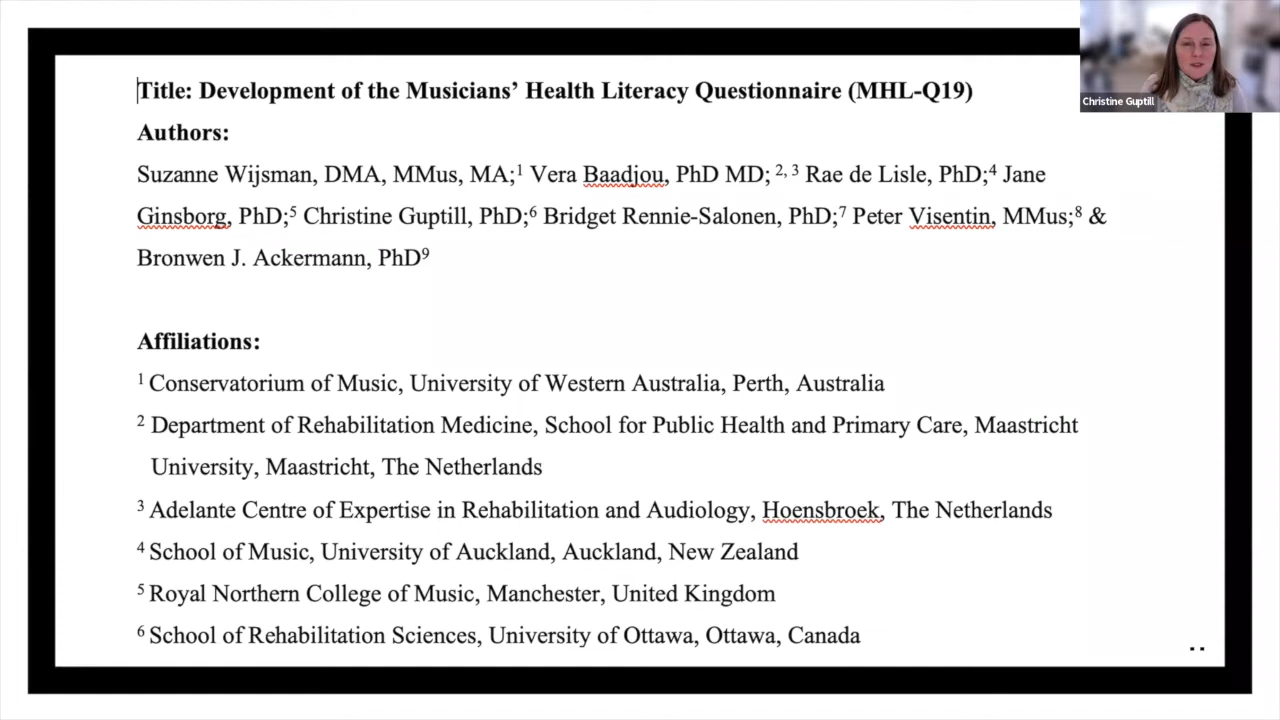 Title: Development of the Musicians’ Health Literacy Questionnaire (MHL-Q19)
Authors:
Suzanne Wijsman, DMA, MMus, MA;¹ Vera Baadjou, PhD MD; ²˒ ³ Rae de Lisle, PhD;⁴ Jane
Ginsborg, PhD;⁵ Christine Guptill, PhD;⁶ Bridget Rennie-Salonen, PhD;⁷ Peter Visentin, MMus;⁸ &
Bronwen J. Ackermann, PhD⁹
Affiliations:
¹ Conservatorium of Music, University of Western Australia, Perth, Australia
² Department of Rehabilitation Medicine, School for Public Health and Primary Care, Maastricht
University, Maastricht, The Netherlands
³ Adelante Centre of Expertise in Rehabilitation and Audiology, Hoensbroek, The Netherlands
⁴ School of Music, University of Auckland, Auckland, New Zealand
⁵ Royal Northern College of Music, Manchester, United Kingdom
⁶ School of Rehabilitation Sciences, University of Ottawa, Ottawa, Canada
Christine Guptill